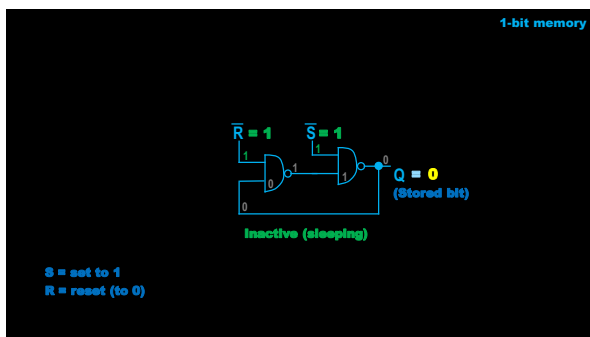 1-bit memory
R̅ = 1 S̅ = 1
1 1
0 1 1 0
Q = 0
0
(Stored bit)
Inactive (sleeping)
S = set to 1
R = reset (to 0)